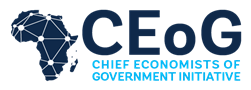 CEoG
CHIEF ECONOMISTS OF
GOVERNMENT INITIATIVE